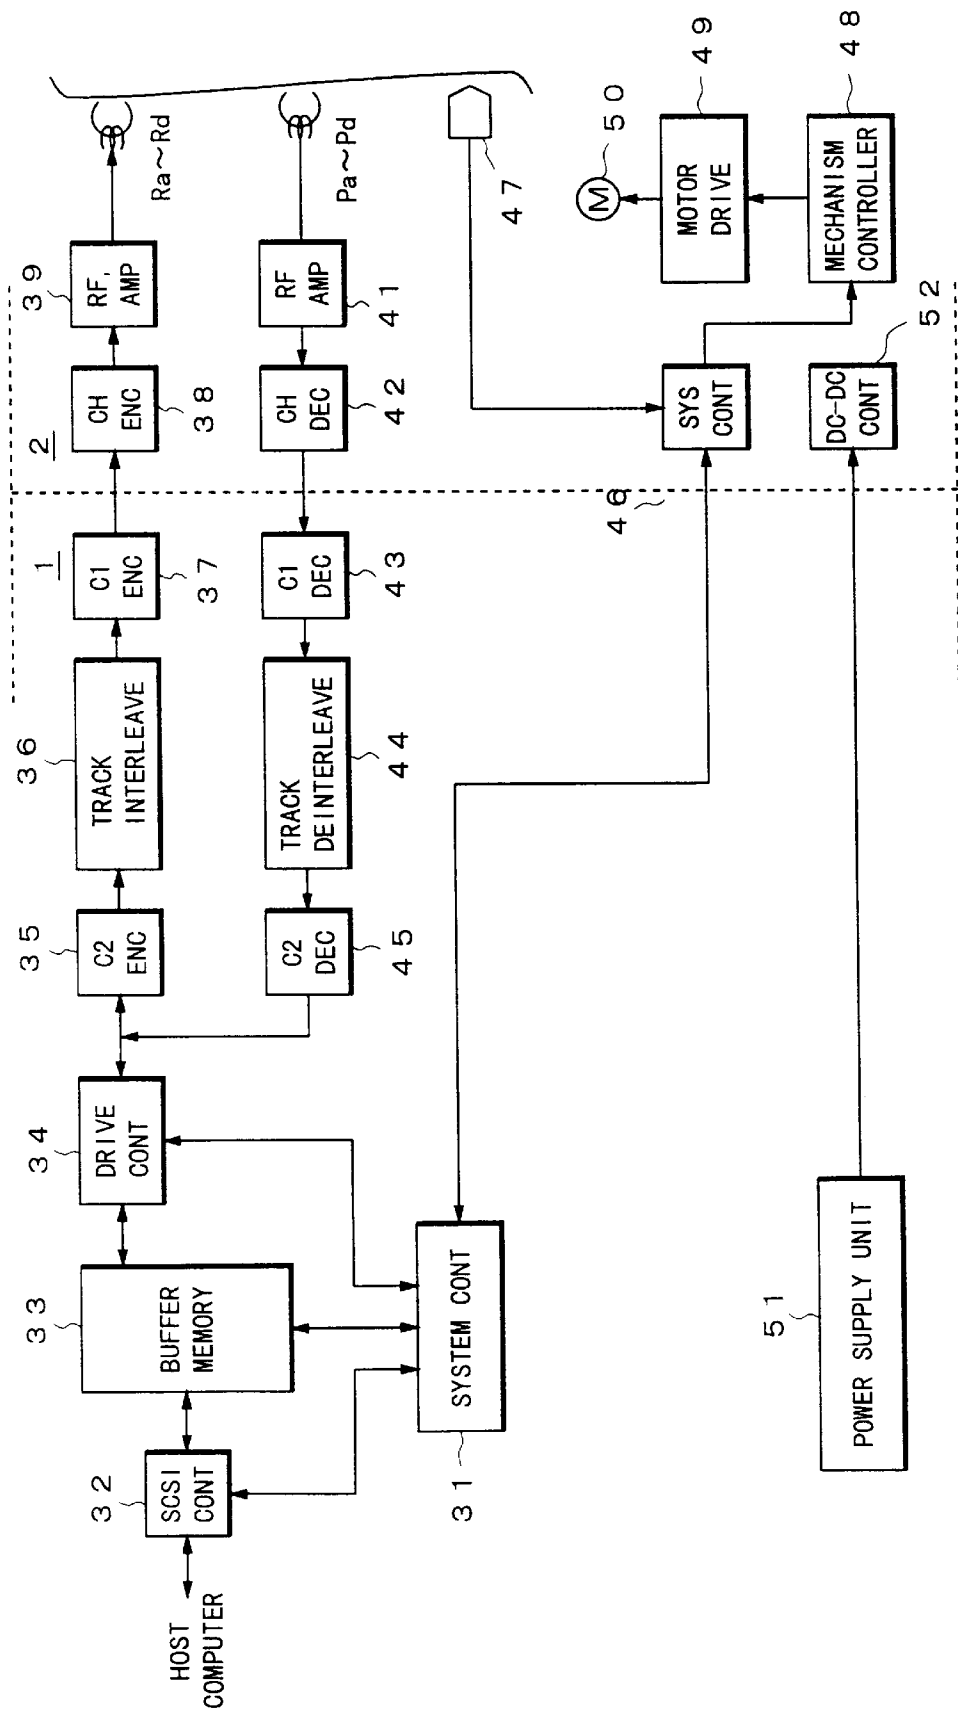 39
RF,
AMP
Ra~Rd
2
CH
ENC
38
1
C1
ENC
37
36
TRACK
INTERLEAVE
35
C2
ENC
34
DRIVE
CONT
33
BUFFER
MEMORY
32
SCSI
CONT
HOST
COMPUTER
RF
AMP
41
Pa~Pd
CH
DEC
42
C1
DEC
43
TRACK
DEINTERLEAVE
44
C2
DEC
45
SYSTEM CONT
31
47
SYS
CONT
46
M
50
MOTOR
DRIVE
49
MECHANISM
CONTROLLER
48
DC-DC
CONT
52
51
POWER SUPPLY UNIT